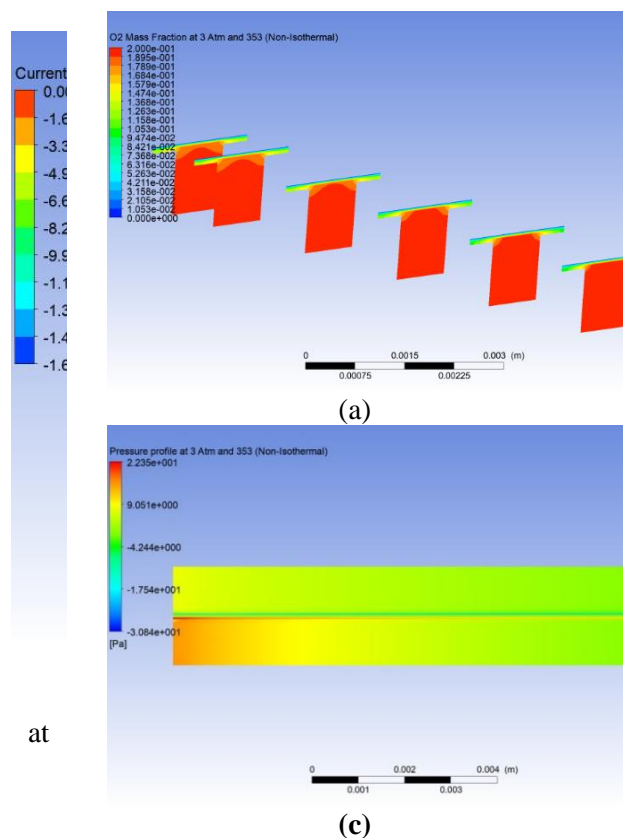 Current
0.00
-1.6
-3.3
-4.9
-6.6
-8.2
-9.9
-1.1
-1.4
-1.6
at
O2 Mass Fraction at 3 Atm and 353 (Non-Isothermal)
2.000e-001
1.895e-001
1.789e-001
1.684e-001
1.579e-001
1.474e-001
1.368e-001
1.263e-001
1.158e-001
1.053e-001
9.474e-002
8.421e-002
7.368e-002
6.316e-002
5.263e-002
4.211e-002
3.158e-002
2.105e-002
1.053e-002
0.000e+000
0 0.0015 0.003 (m)
0.00075 0.00225
(a)
Pressure profile at 3 Atm and 353 (Non-Isothermal)
2.235e+001
9.051e+000
-4.244e+000
-1.754e+001
-3.084e+001
[Pa]
0 0.002 0.004 (m)
0.001 0.003
(c)